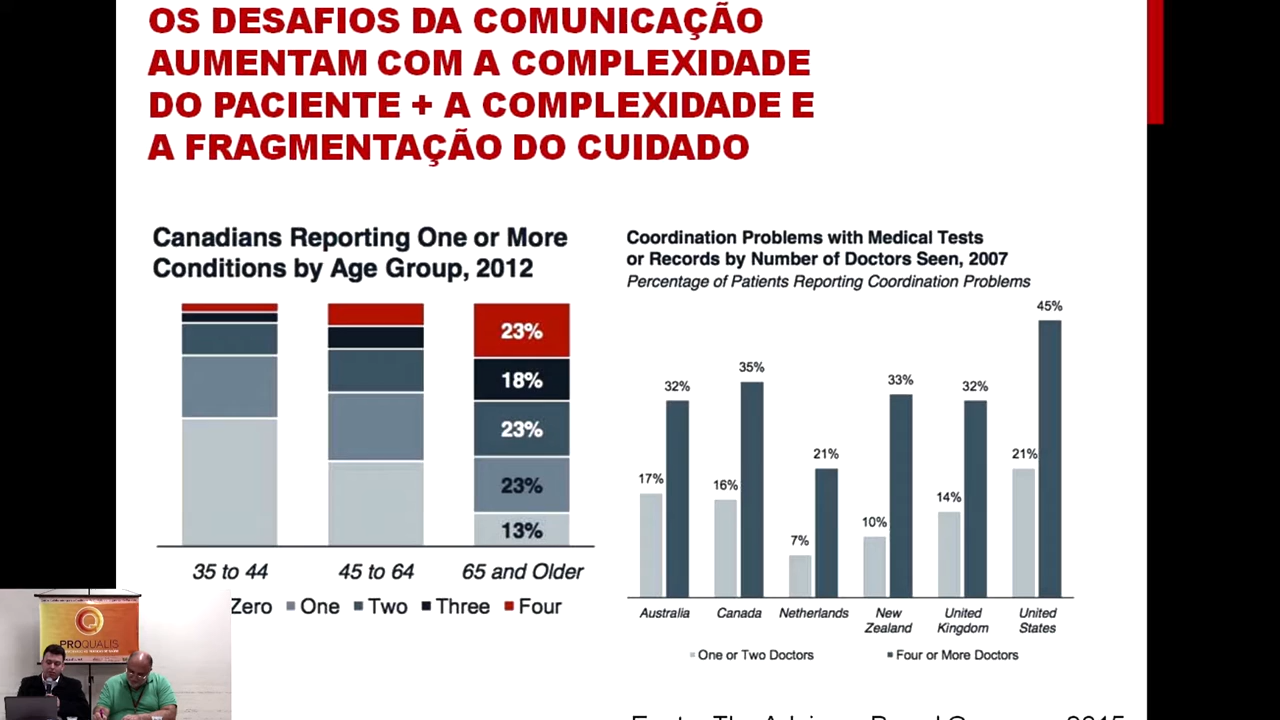 OS DESAFIOS DA COMUNICAÇÃO
AUMENTAM COM A COMPLEXIDADE
DO PACIENTE + A COMPLEXIDADE E
A FRAGMENTAÇÃO DO CUIDADO
Canadians Reporting One or More
Conditions by Age Group, 2012
23%
18%
23%
23%
13%
35 to 44
45 to 64
65 and Older
Zero
One
Two
Three
Four
Coordination Problems with Medical Tests
or Records by Number of Doctors Seen, 2007
Percentage of Patients Reporting Coordination Problems
17%
32%
16%
35%
7%
21%
10%
33%
14%
32%
21%
45%
Australia
Canada
Netherlands
New
Zealand
United
Kingdom
United
States
One or Two Doctors
Four or More Doctors
PROQUALIS